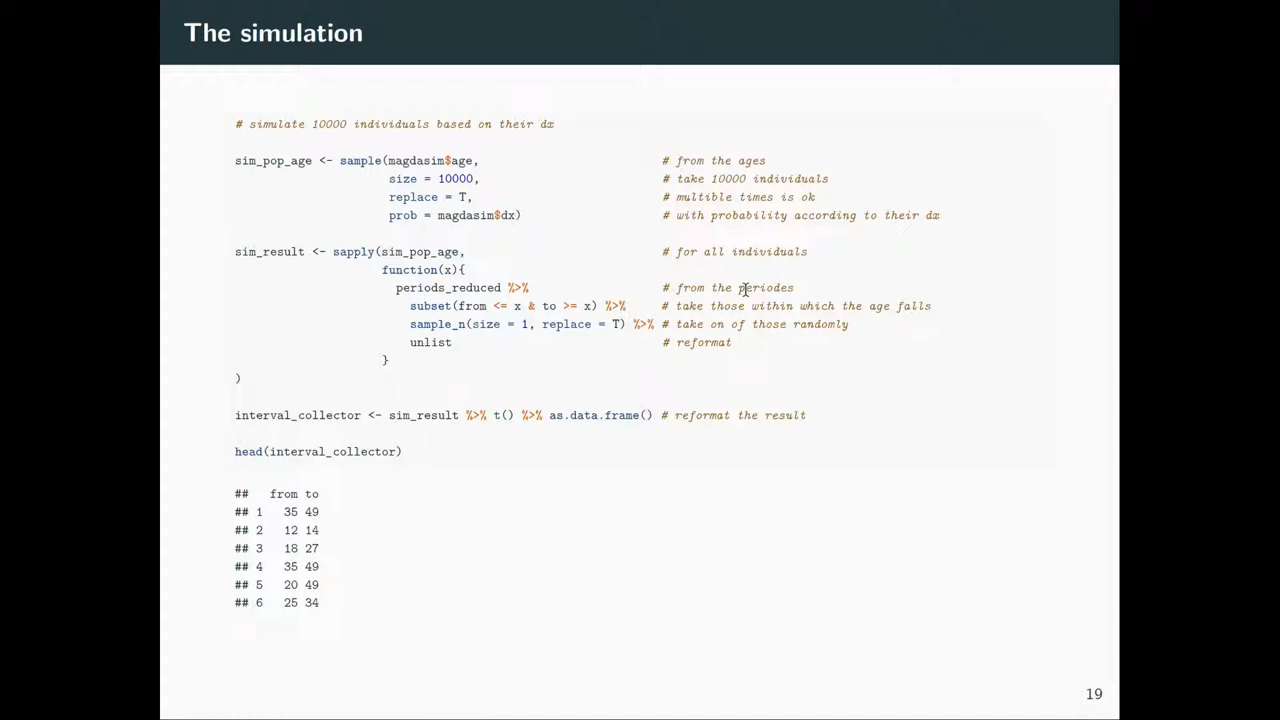 The simulation
# simulate 10000 individuals based on their dx
sim_pop_age <- sample(magdasim$age, # from the ages
size = 10000, # take 10000 individuals
replace = T, # multible times is ok
prob = magdasim$dx) # with probability according to their dx
sim_result <- sapply(sim_pop_age, # for all individuals
function(x){
periods_reduced %>% # from the periodes
subset(from <= x & to >= x) %>% # take those within which the age falls
sample_n(size = 1, replace = T) %>% # take on of those randomly
unlist # reformat
}
)
interval_collector <- sim_result %>% t() %>% as.data.frame() # reformat the result
head(interval_collector)
## from to
## 1 35 49
## 2 12 14
## 3 18 27
## 4 35 49
## 5 20 49
## 6 25 34
19